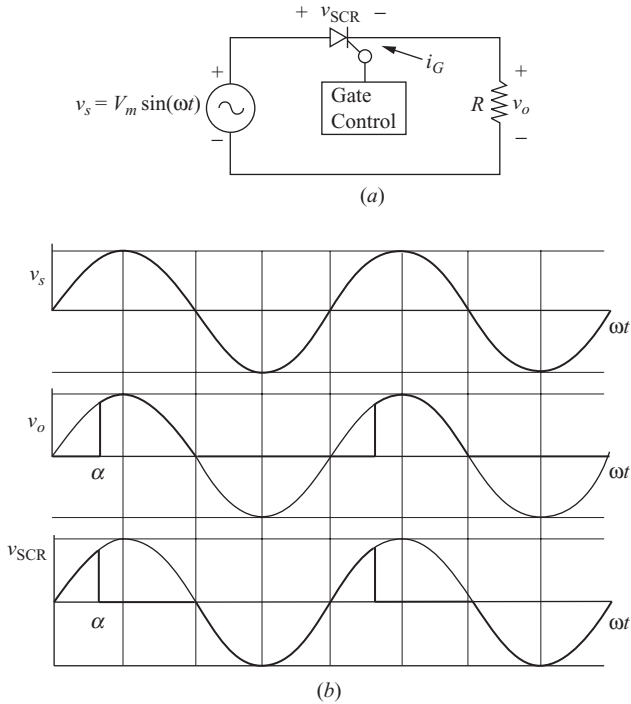 + v_SCR −
i_G
+
v_s = V_m sin(ωt)
−
Gate
Control
+
R v_o
−
(a)
v_s
ωt
v_o
α
ωt
v_SCR
α
ωt
(b)